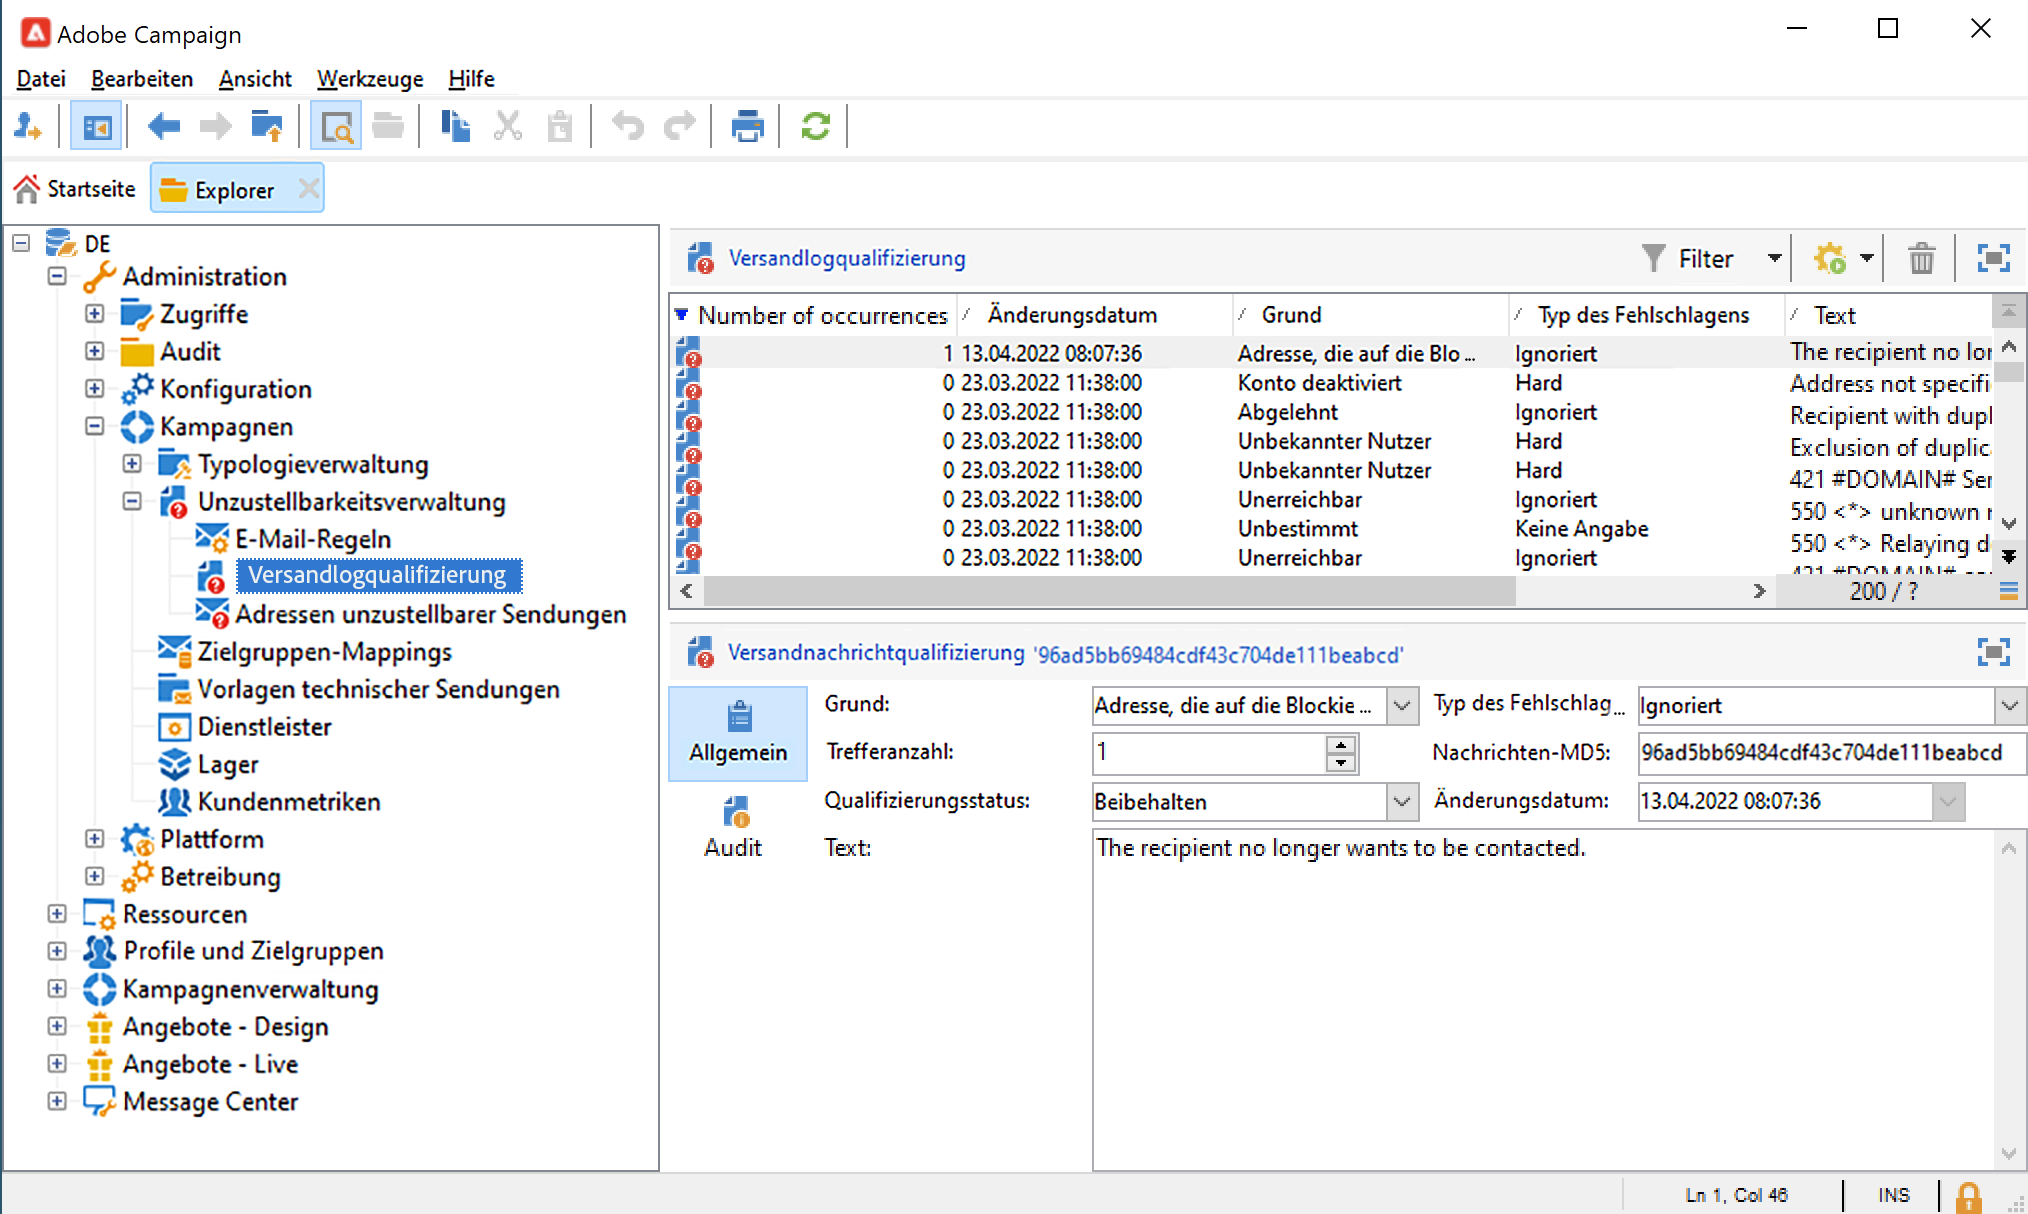 Adobe Campaign
Datei Bearbeiten Ansicht Werkzeuge Hilfe
Startseite Explorer
DE
Administration
Zugriffe
Audit
Konfiguration
Kampagnen
Typologieverwaltung
Unzustellbarkeitsverwaltung
E-Mail-Regeln
Versandlogqualifizierung
Adressen unzustellbarer Sendungen
Zielgruppen-Mappings
Vorlagen technischer Sendungen
Dienstleister
Lager
Kundenmetriken
Plattform
Betreibung
Ressourcen
Profile und Zielgruppen
Kampagnenverwaltung
Angebote - Design
Angebote - Live
Message Center
Versandlogqualifizierung Filter
Number of occurrences Änderungsdatum Grund Typ des Fehlschlagens Text
1 13.04.2022 08:07:36 Adresse, die auf die Blo... Ignoriert The recipient no lon
0 23.03.2022 11:38:00 Konto deaktiviert Hard Address not specifi
0 23.03.2022 11:38:00 Abgelehnt Ignoriert Recipient with dupl
0 23.03.2022 11:38:00 Unbekannter Nutzer Hard Exclusion of duplic
0 23.03.2022 11:38:00 Unbekannter Nutzer Hard 421 #DOMAIN# Ser
0 23.03.2022 11:38:00 Unerreichbar Ignoriert 550 <*> unknown
0 23.03.2022 11:38:00 Unbestimmt Keine Angabe 550 <*> Relaying d
0 23.03.2022 11:38:00 Unerreichbar Ignoriert 421 #DOMAIN#
200 / ?
Versandnachrichtqualifizierung '96ad5bb69484cdf43c704de111beabcd'
Allgemein
Audit
Grund: Adresse, die auf die Blockie ... Typ des Fehlschlag... Ignoriert
Trefferanzahl: 1 Nachrichten-MD5: 96ad5bb69484cdf43c704de111beabcd
Qualifizierungsstatus: Beibehalten Änderungsdatum: 13.04.2022 08:07:36
Text: The recipient no longer wants to be contacted.
Ln 1, Col 46 INS